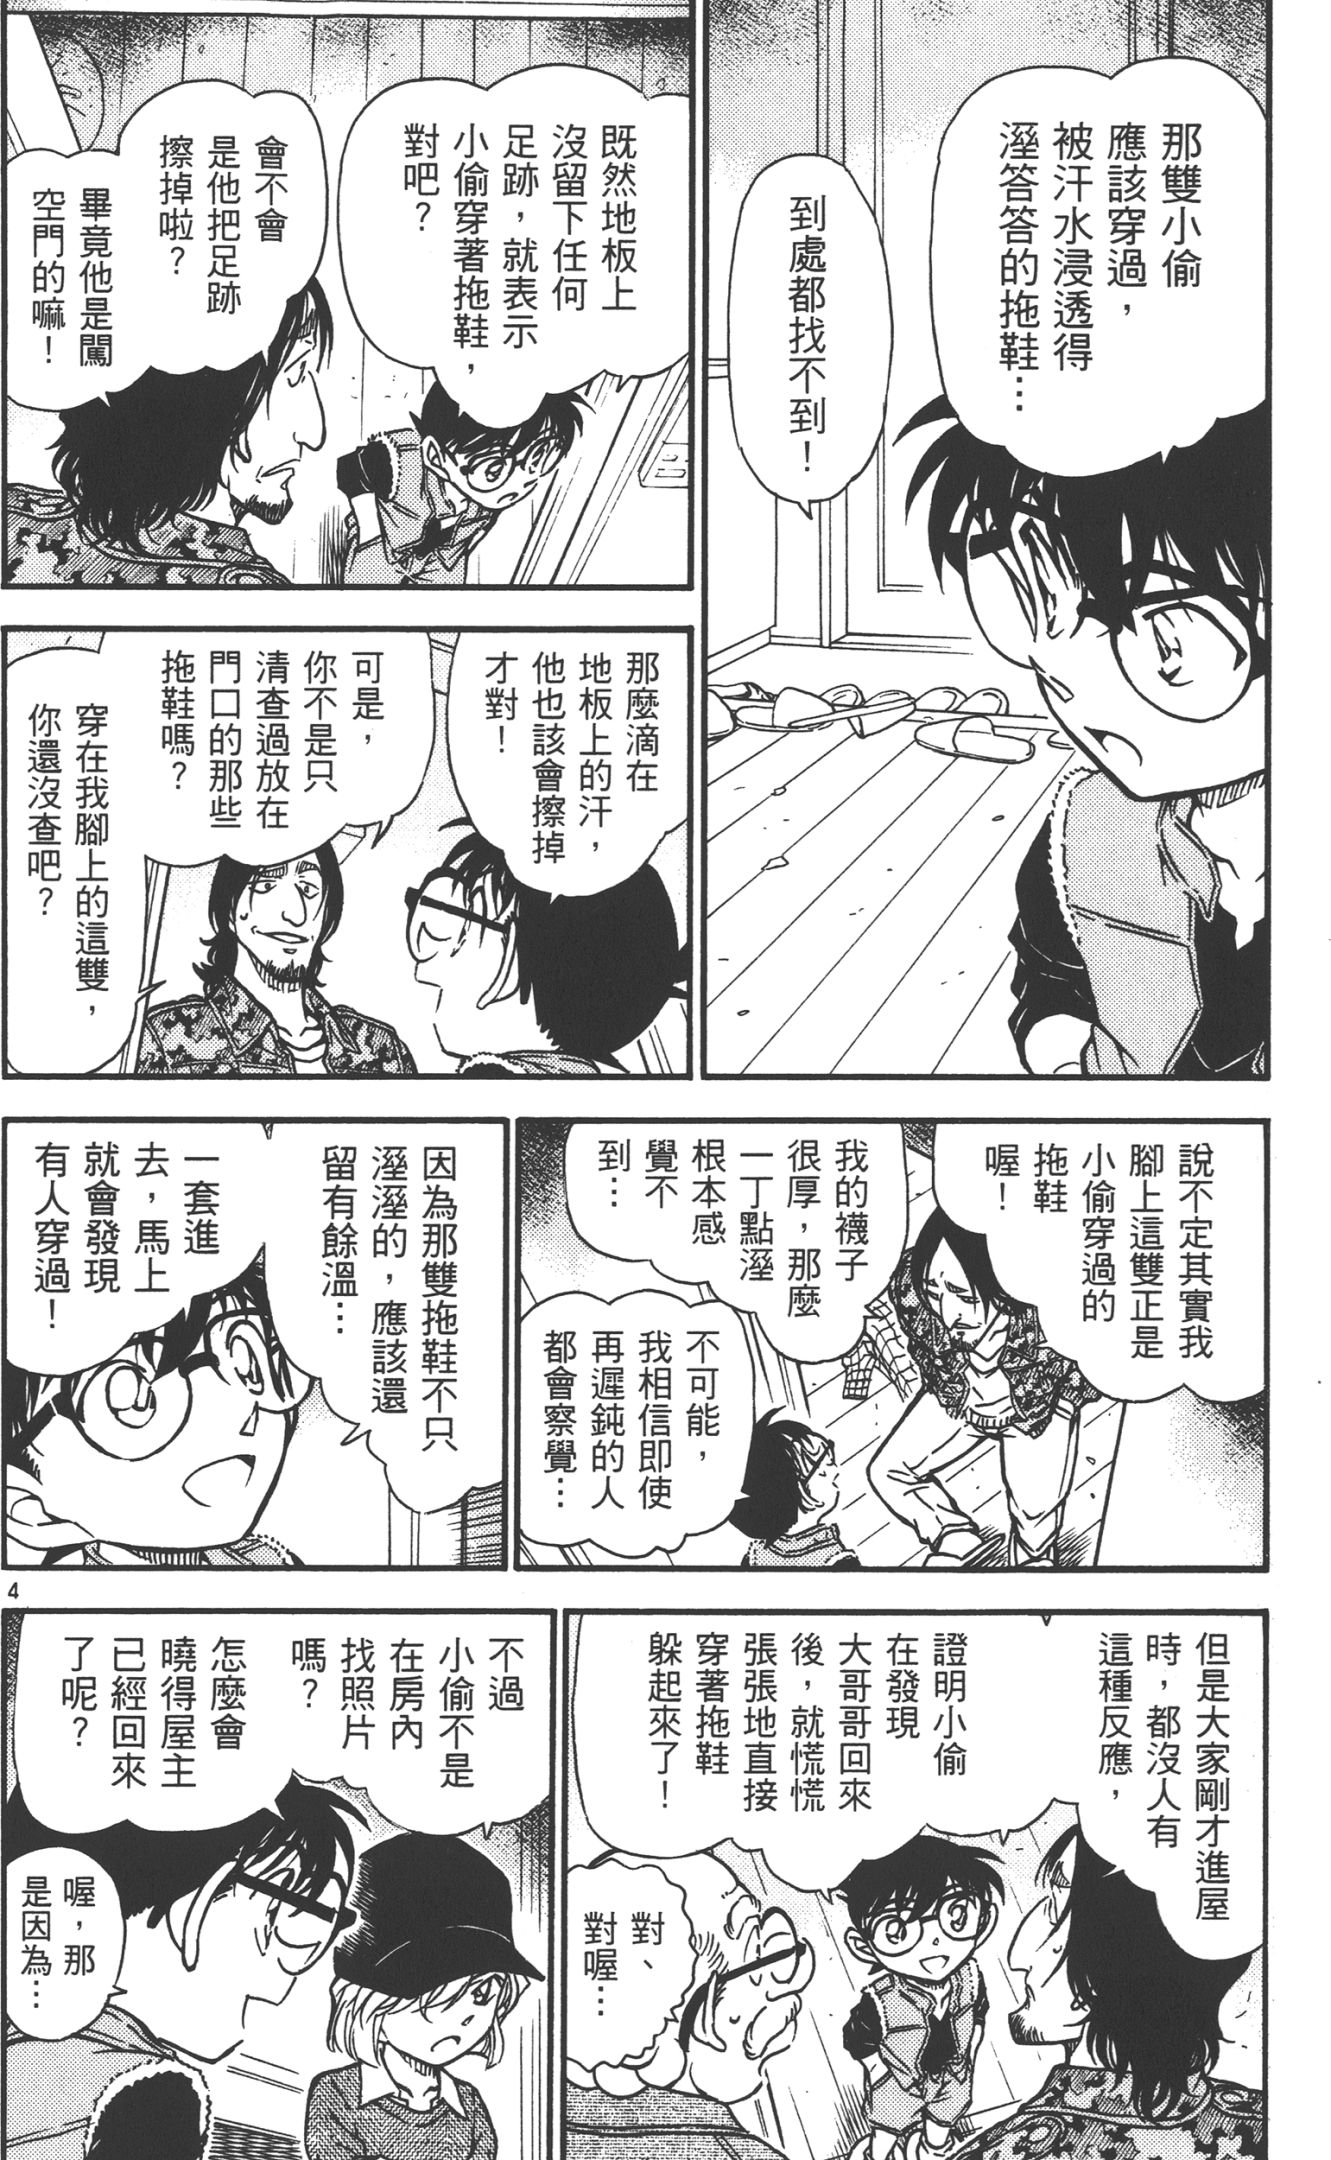 那雙小偷
應該穿過，
被汗水浸透得
溼答答的拖鞋…
到處都找不到！
既然地板上
沒留下任何
足跡，就表示
小偷穿著拖鞋，
對吧？
會不會
是他把足跡
擦掉啦？
畢竟他是闖
空門的嘛！
那麼滴在
地板上的汗，
他也該會擦掉
才對！
可是，
你不是只
清查過放在
門口的那些
拖鞋嗎？
穿在我腳上的這雙，
你還沒查吧？
說不定其實我
腳上這雙正是
小偷穿過的
拖鞋
喔！
我的襪子
很厚，那麼
一丁點溼
根本感
覺不
到…
不可能，
我相信即使
再遲鈍的人
都會察覺…
因為那雙拖鞋不只
溼溼的，應該還
留有餘溫…
一套進
去，馬上
就會發現
有人穿過！
4
但是大家剛才進屋
時，都沒人有
這種反應，
證明小偷
在發現
大哥哥回來
後，就慌慌
張張地直接
穿著拖鞋
躲起來了！
對、
對喔…
不過
小偷不是
在房內
找照片
嗎？
怎麼會
曉得屋主
已經回來
了呢？
喔，那
是因為…